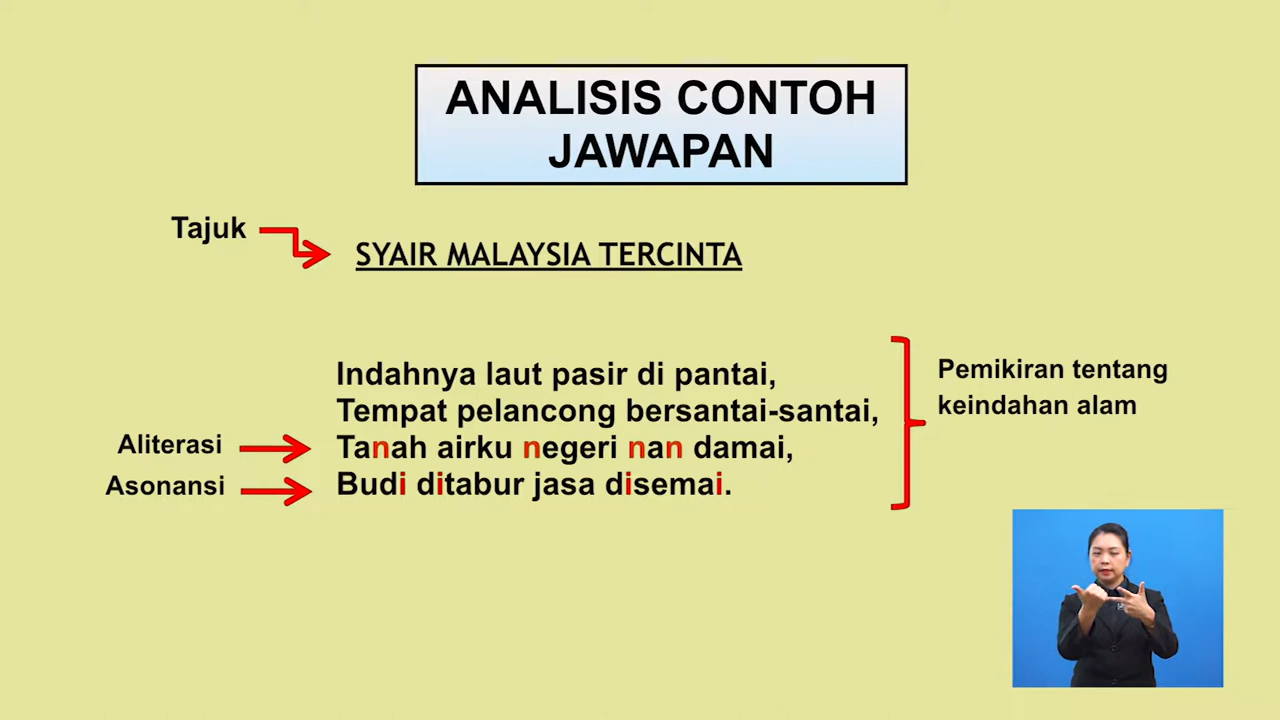 ANALISIS CONTOH
JAWAPAN
Tajuk
SYAIR MALAYSIA TERCINTA
Indahnya laut pasir di pantai,
Tempat pelancong bersantai-santai,
Tanah airku negeri nan damai,
Budi ditabur jasa disemai.
Aliterasi
Asonansi
Pemikiran tentang
keindahan alam